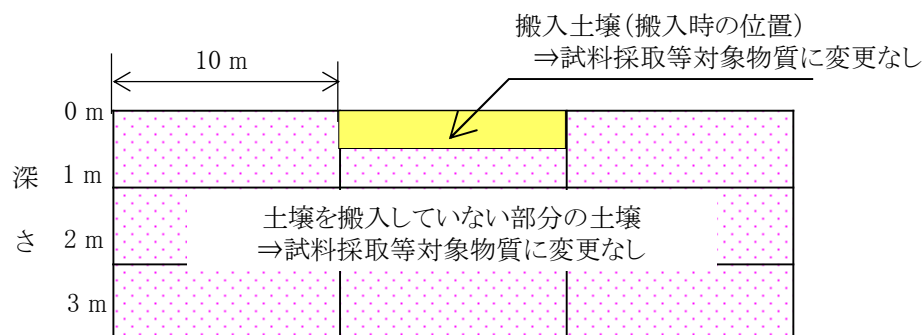 搬入土壌(搬入時の位置)
⇒試料採取等対象物質に変更なし
10 m
0 m
深
1 m
さ
2 m
3 m
土壌を搬入していない部分の土壌
⇒試料採取等対象物質に変更なし